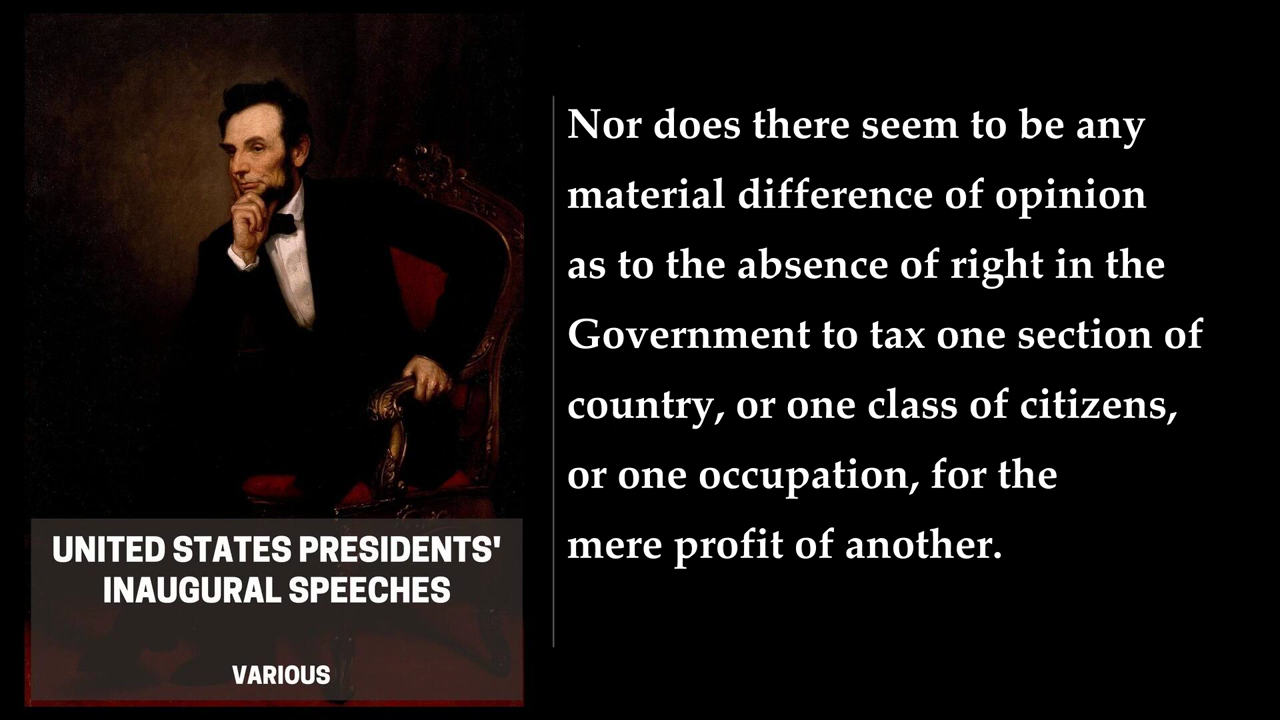 Nor does there seem to be any
material difference of opinion
as to the absence of right in the
Government to tax one section of
country, or one class of citizens,
or one occupation, for the
mere profit of another.
UNITED STATES PRESIDENTS'
INAUGURAL SPEECHES
VARIOUS